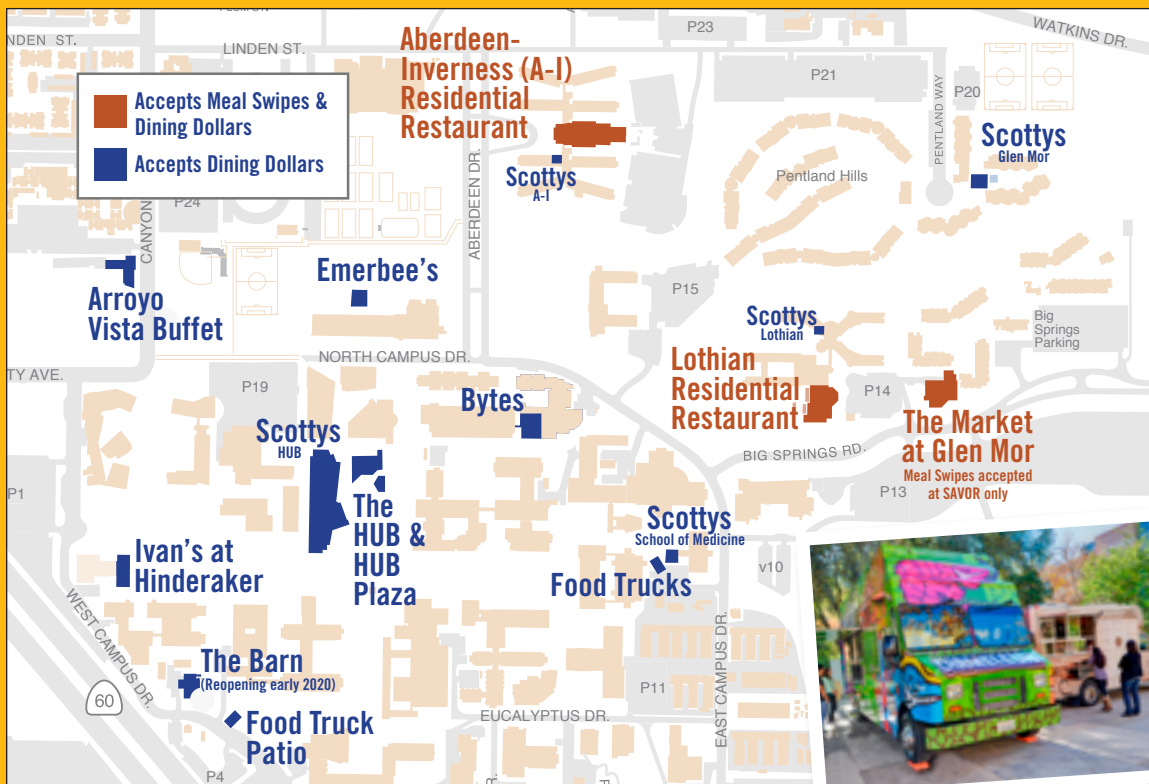 P23
WATKINS DR.
NDEN ST.
LINDEN ST.
Aberdeen-
Inverness (A-I)
Residential
Restaurant
P21
P20
PENTLAND WAY
Accepts Meal Swipes &
Dining Dollars
Accepts Dining Dollars
Scottys
Glen Mor
Scottys
A-I
Pentland Hills
P24
CANYON
ABERDEEN DR.
Emerbee's
Arroyo
Vista Buffet
P15
Scottys
Lothian
Big
Springs
Parking
NORTH CAMPUS DR.
TY AVE.
P19
Lothian
Residential
Restaurant
P14
Bytes
The Market
at Glen Mor
Meal Swipes accepted
at SAVOR only
Scottys
HUB
BIG SPRINGS RD.
P1
P13
The
HUB &
HUB
Plaza
Scottys
School of Medicine
Ivan's at
Hinderaker
Food Trucks
v10
WEST CAMPUS DR.
The Barn
(Reopening early 2020)
60
P11
EAST CAMPUS DR.
Food Truck
Patio
EUCALYPTUS DR.
P4